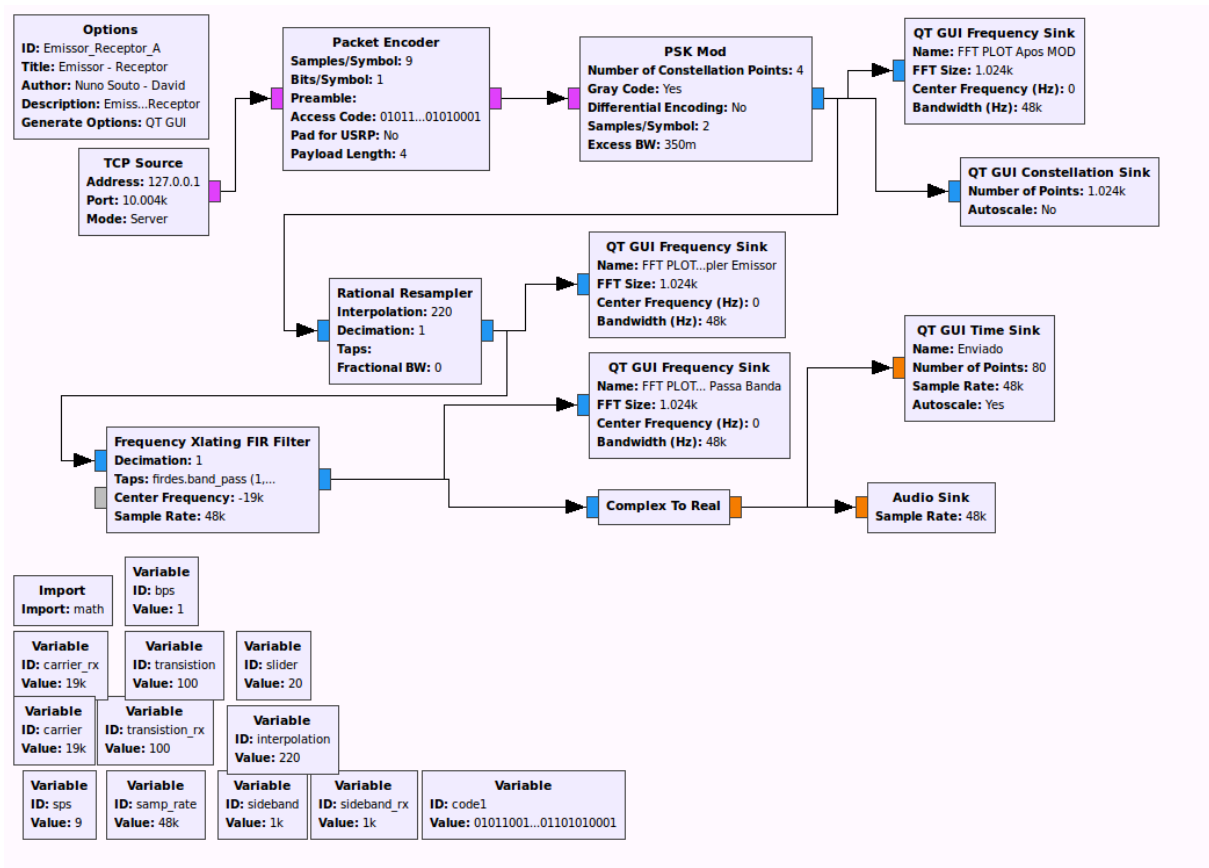 Options
ID: Emissor_Receptor_A
Title: Emissor - Receptor
Author: Nuno Souto - David
Description: Emiss...Receptor
Generate Options: QT GUI
Packet Encoder
Samples/Symbol: 9
Bits/Symbol: 1
Preamble:
Access Code: 01011...01010001
Pad for USRP: No
Payload Length: 4
PSK Mod
Number of Constellation Points: 4
Gray Code: Yes
Differential Encoding: No
Samples/Symbol: 2
Excess BW: 350m
QT GUI Frequency Sink
Name: FFT PLOT Apos MOD
FFT Size: 1.024k
Center Frequency (Hz): 0
Bandwidth (Hz): 48k
TCP Source
Address: 127.0.0.1
Port: 10.004k
Mode: Server
QT GUI Constellation Sink
Number of Points: 1.024k
Autoscale: No
Rational Resampler
Interpolation: 220
Decimation: 1
Taps:
Fractional BW: 0
QT GUI Frequency Sink
Name: FFT PLOT...pler Emissor
FFT Size: 1.024k
Center Frequency (Hz): 0
Bandwidth (Hz): 48k
QT GUI Frequency Sink
Name: FFT PLOT... Passa Banda
FFT Size: 1.024k
Center Frequency (Hz): 0
Bandwidth (Hz): 48k
QT GUI Time Sink
Name: Enviado
Number of Points: 80
Sample Rate: 48k
Autoscale: Yes
Frequency Xlating FIR Filter
Decimation: 1
Taps: firdes.band_pass (1,...
Center Frequency: -19k
Sample Rate: 48k
Complex To Real
Audio Sink
Sample Rate: 48k
Import
Import: math
Variable
ID: bps
Value: 1
Variable
ID: carrier_rx
Value: 19k
Variable
ID: transistion
Value: 100
Variable
ID: slider
Value: 20
Variable
ID: carrier
Value: 19k
Variable
ID: transistion_rx
Value: 100
Variable
ID: interpolation
Value: 220
Variable
ID: sps
Value: 9
Variable
ID: samp_rate
Value: 48k
Variable
ID: sideband
Value: 1k
Variable
ID: sideband_rx
Value: 1k
Variable
ID: code1
Value: 01011001...01101010001